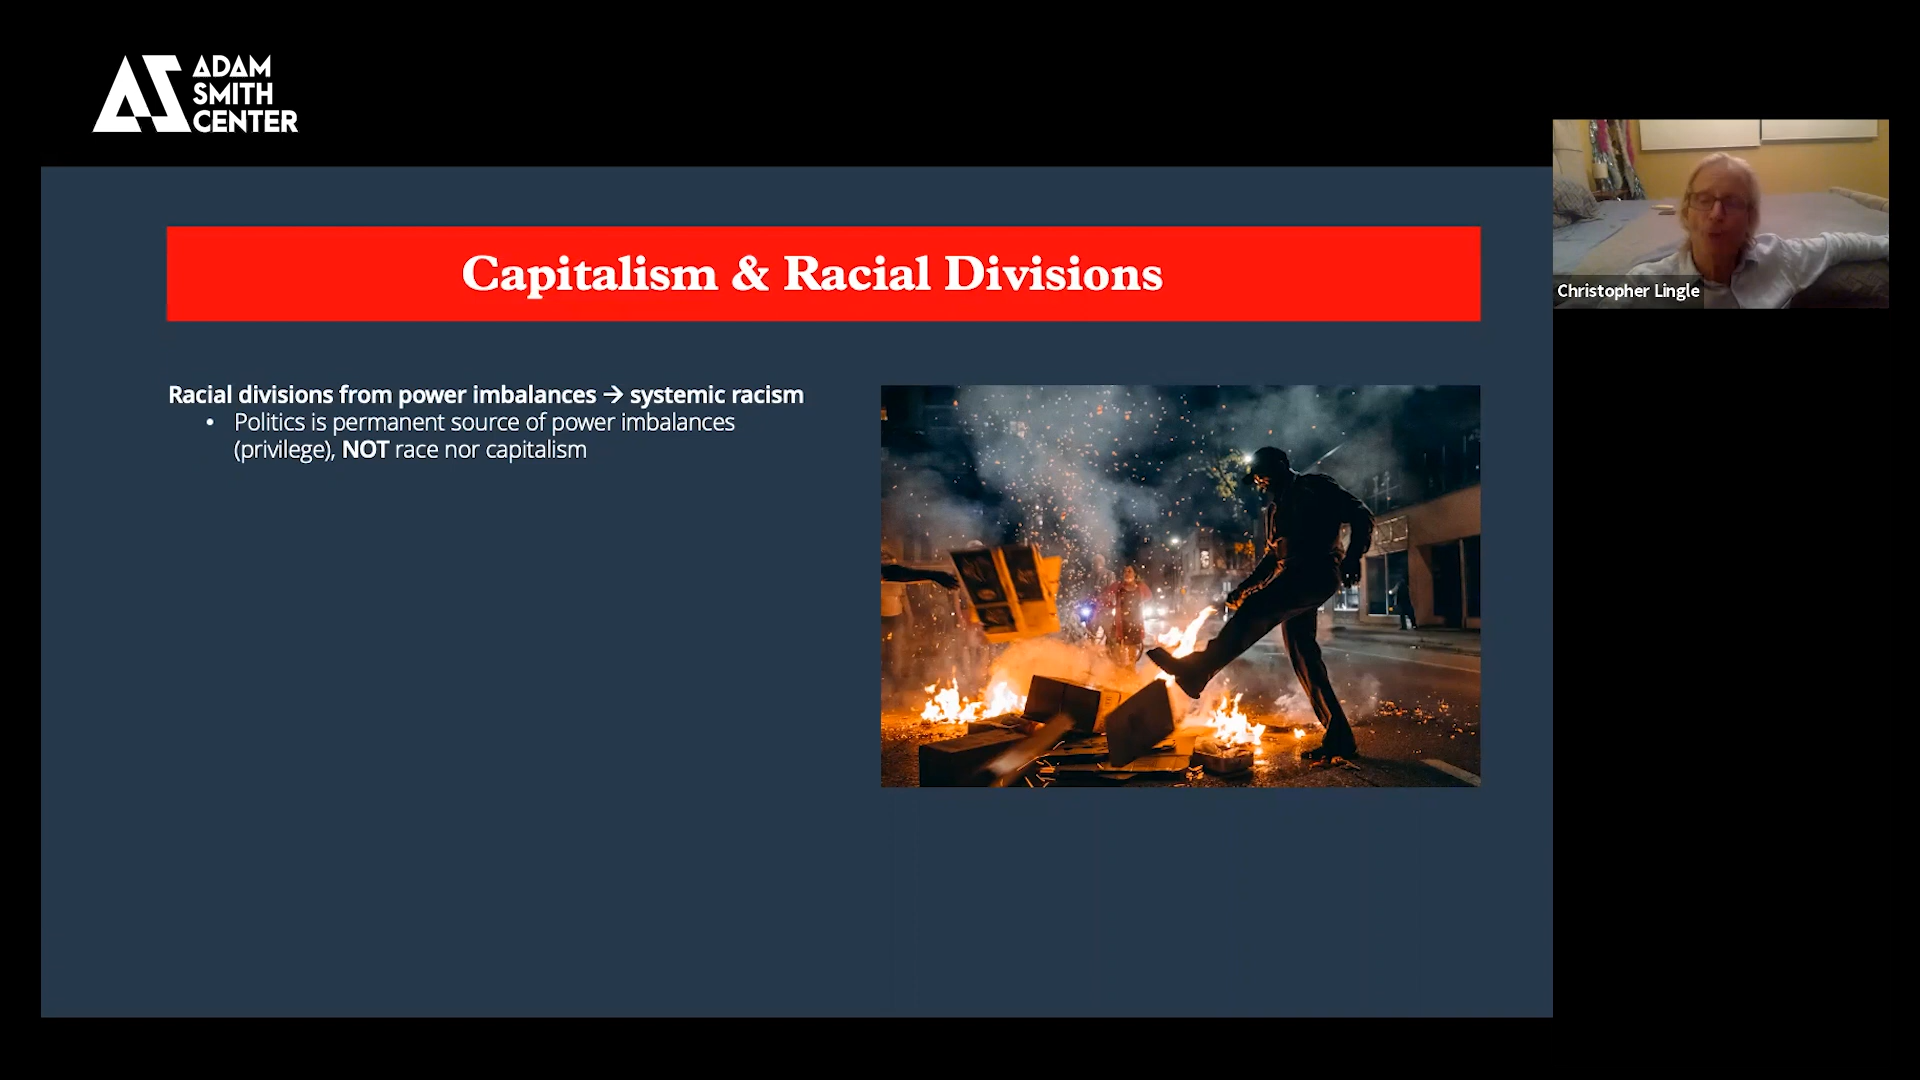 ADAM
SMITH
CENTER
Capitalism & Racial Divisions
Christopher Lingle
Racial divisions from power imbalances → systemic racism
• Politics is permanent source of power imbalances
(privilege), NOT race nor capitalism